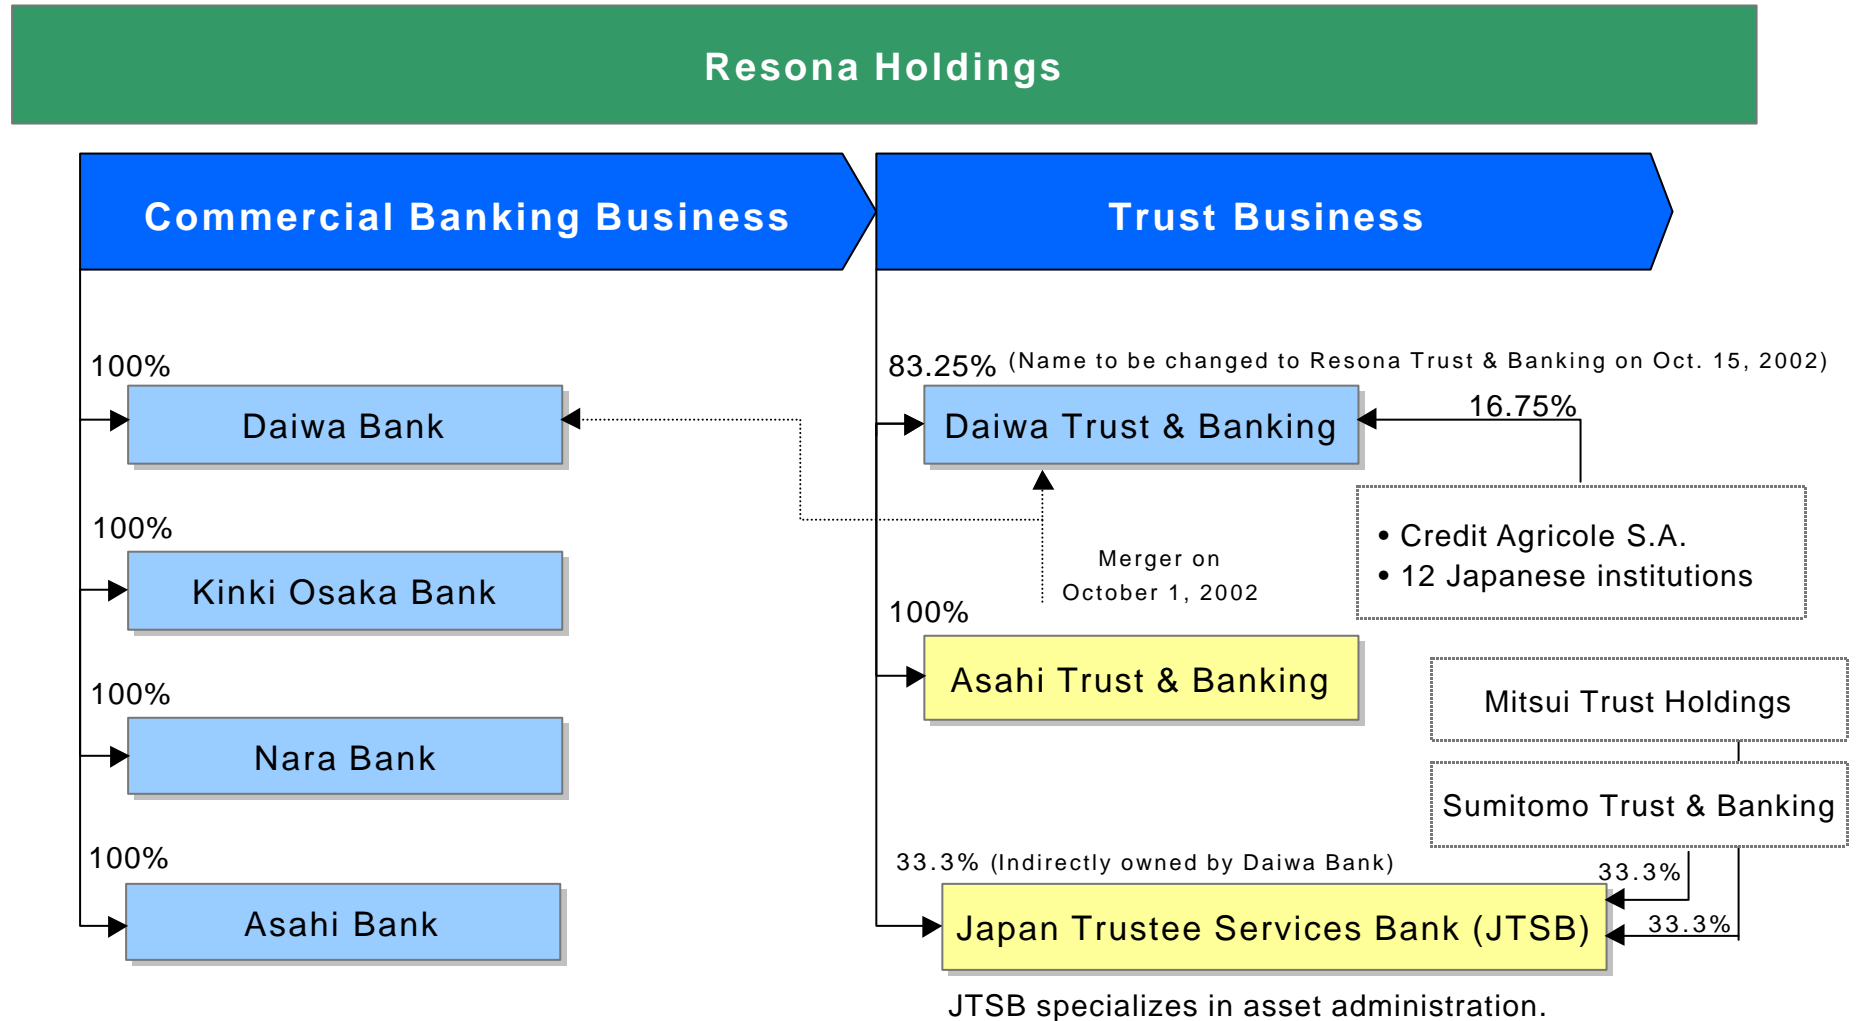 Resona Holdings
Commercial Banking Business
Trust Business
100%
Daiwa Bank
100%
Kinki Osaka Bank
100%
Nara Bank
100%
Asahi Bank
83.25% (Name to be changed to Resona Trust & Banking on Oct. 15, 2002)
Daiwa Trust & Banking
16.75%
• Credit Agricole S.A.
• 12 Japanese institutions
Merger on
October 1, 2002
100%
Asahi Trust & Banking
Mitsui Trust Holdings
Sumitomo Trust & Banking
33.3% (Indirectly owned by Daiwa Bank)
33.3%
Japan Trustee Services Bank (JTSB)
33.3%
JTSB specializes in asset administration.